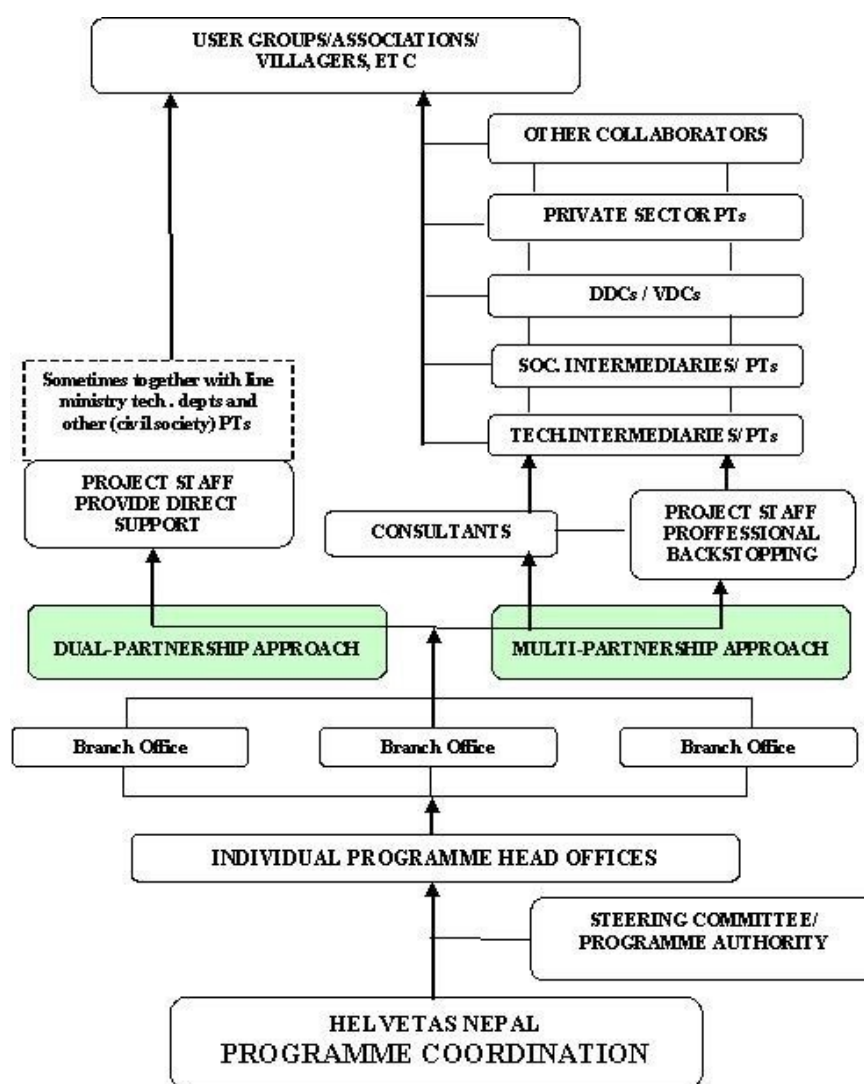 USER GROUPS/ASSOCIATIONS/
VILLAGERS, ET C
OTHER COLLABORATORS
PRIVATE SECTOR PTs
DDCs / VDCs
SOC. INTERMEDIARIES/ PTs
TECH.INTERMEDIARIES/PTs
Sometimes together with line
ministry tech . depts and
other (civil society) PTs
PROJECT STAFF
PROVIDE DIRECT
SUPPORT
CONSULTANTS
PROJECT STAFF
PROFFESSIONAL
BACKSTOPPING
DUAL-PARTNERSHIP APPROACH
MULTI-PARTNERSHIP APPROACH
Branch Office
Branch Office
Branch Office
INDIVIDUAL PROGRAMME HEAD OFFICES
STEERING COMMITTEE/
PROGRAMME AUTHORITY
HELVETAS NEPAL
PROGRAMME COORDINATION